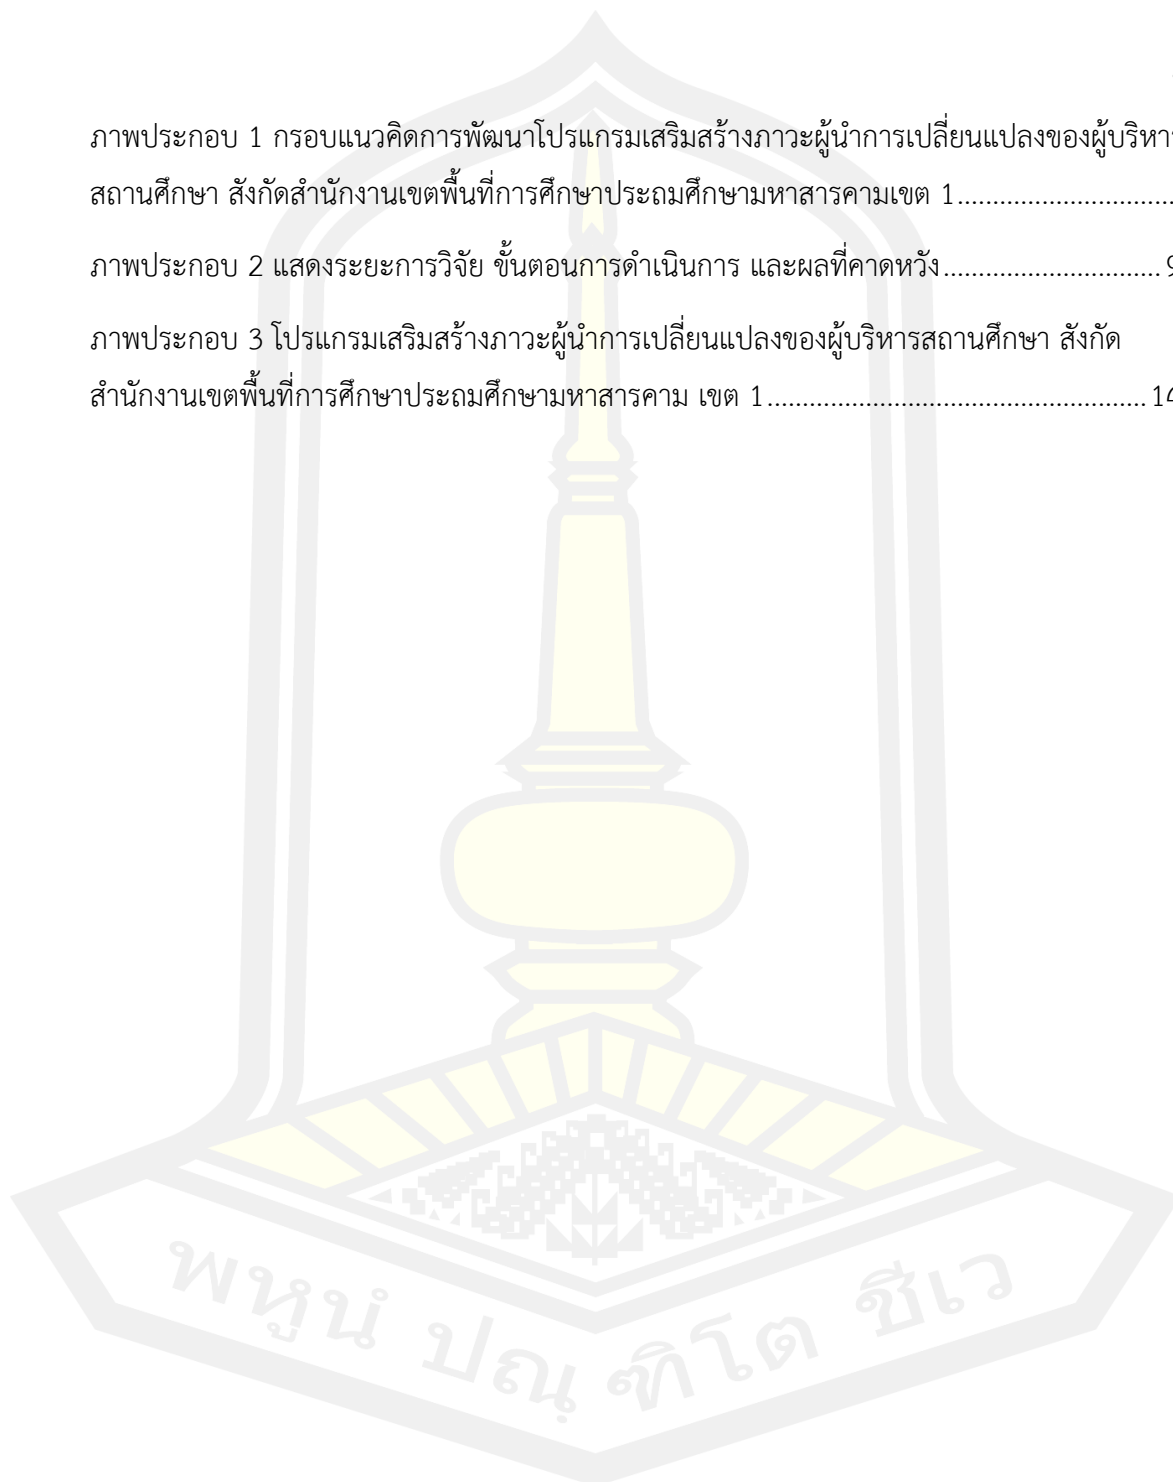 ภาพประกอบ 1 กรอบแนวคิดการพัฒนาโปรแกรมเสริมสร้างภาวะผู้นำการเปลี่ยนแปลงของผู้บริหาร
สถานศึกษา สังกัดสำนักงานเขตพื้นที่การศึกษาประถมศึกษามหาสารคามเขต 1..............................
ภาพประกอบ 2 แสดงระยะการวิจัย ขั้นตอนการดำเนินการ และผลที่คาดหวัง...............................
ภาพประกอบ 3 โปรแกรมเสริมสร้างภาวะผู้นำการเปลี่ยนแปลงของผู้บริหารสถานศึกษา สังกัด
สำนักงานเขตพื้นที่การศึกษาประถมศึกษามหาสารคาม เขต 1......................................................
พหูนํ ปณฺฑิโต ชีเว